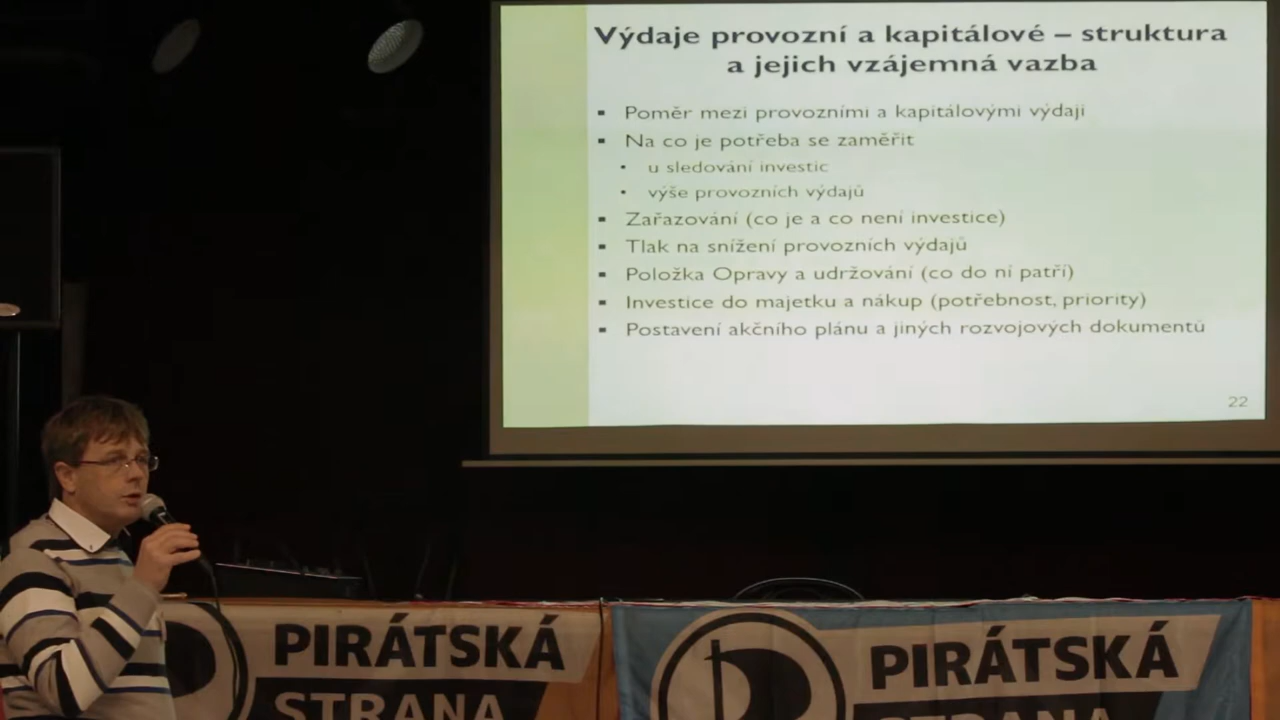 Výdaje provozní a kapitálové – struktura
a jejich vzájemná vazba
▪ Poměr mezi provozními a kapitálovými výdaji
▪ Na co je potřeba se zaměřit
• u sledování investic
• výše provozních výdajů
▪ Zařazování (co je a co není investice)
▪ Tlak na snížení provozních výdajů
▪ Položka Opravy a udržování (co do ní patří)
▪ Investice do majetku a nákup (potřebnost, priority)
▪ Postavení akčního plánu a jiných rozvojových dokumentů
22
PIRÁTSKÁ
STRANA
PIRÁTSKÁ
STRANA